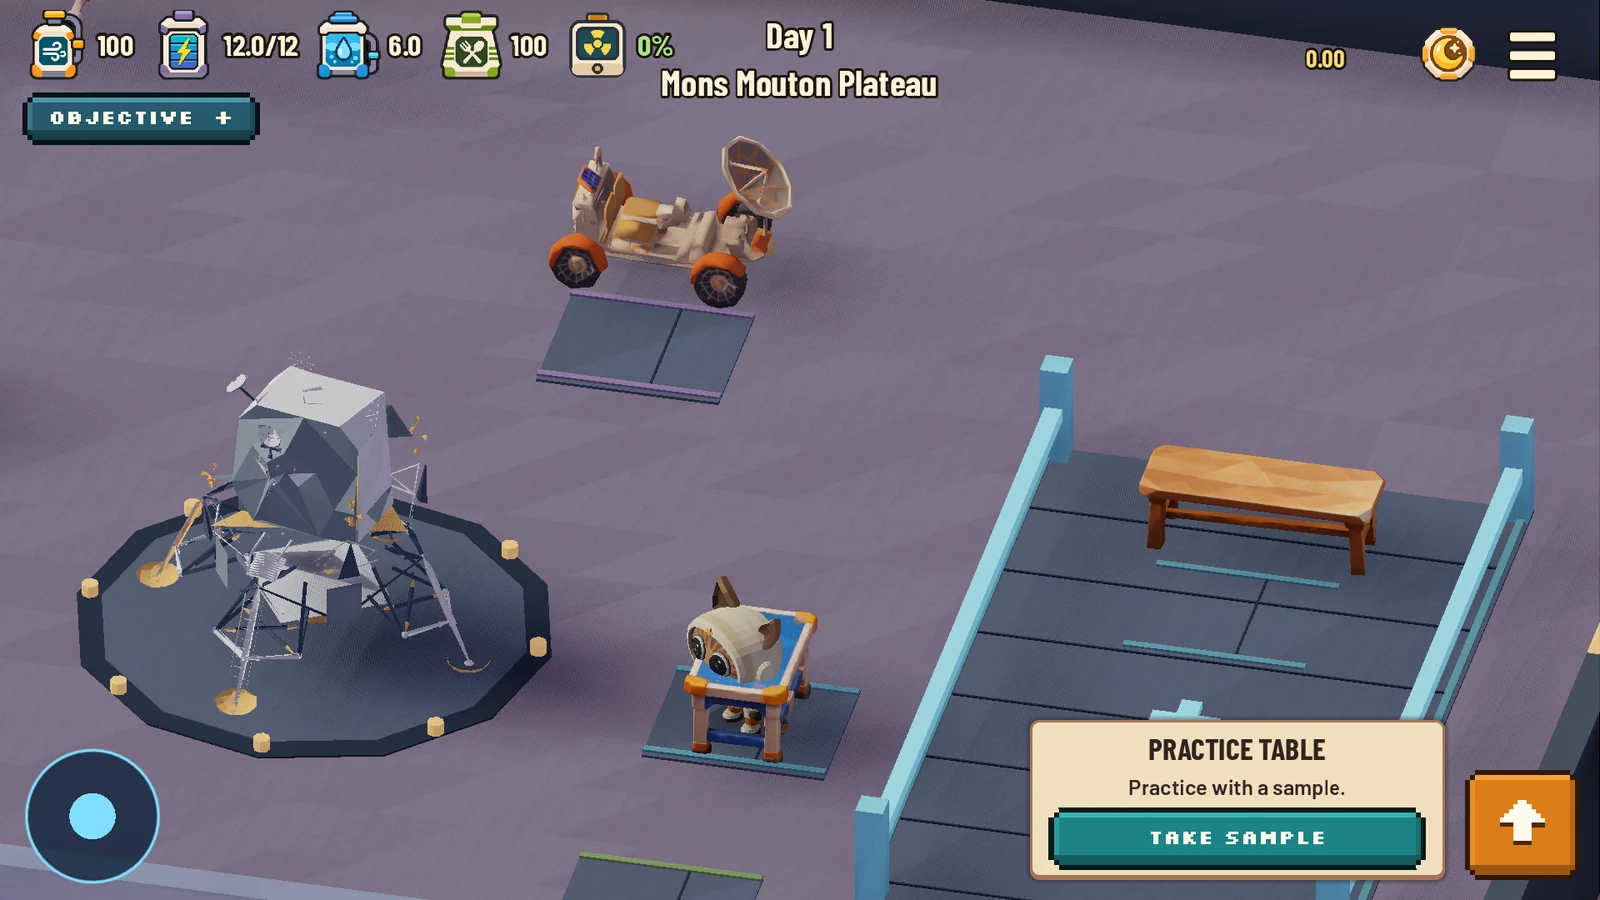 100
12.0/12
6.0
100
0%
Day 1
Mons Mouton Plateau
0.00
OBJECTIVE +
PRACTICE TABLE
Practice with a sample.
TAKE SAMPLE